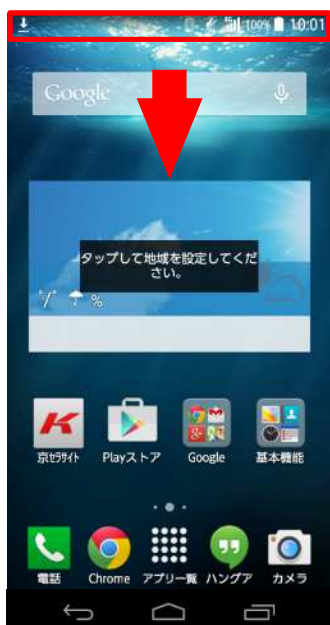 100% 10:01
Google
タップして地域を設定してくだ
さい。
°/° %
京ｾﾗｻｲﾄ Playストア Google 基本機能
電話 Chrome アプリ一覧 ハングア カメラ